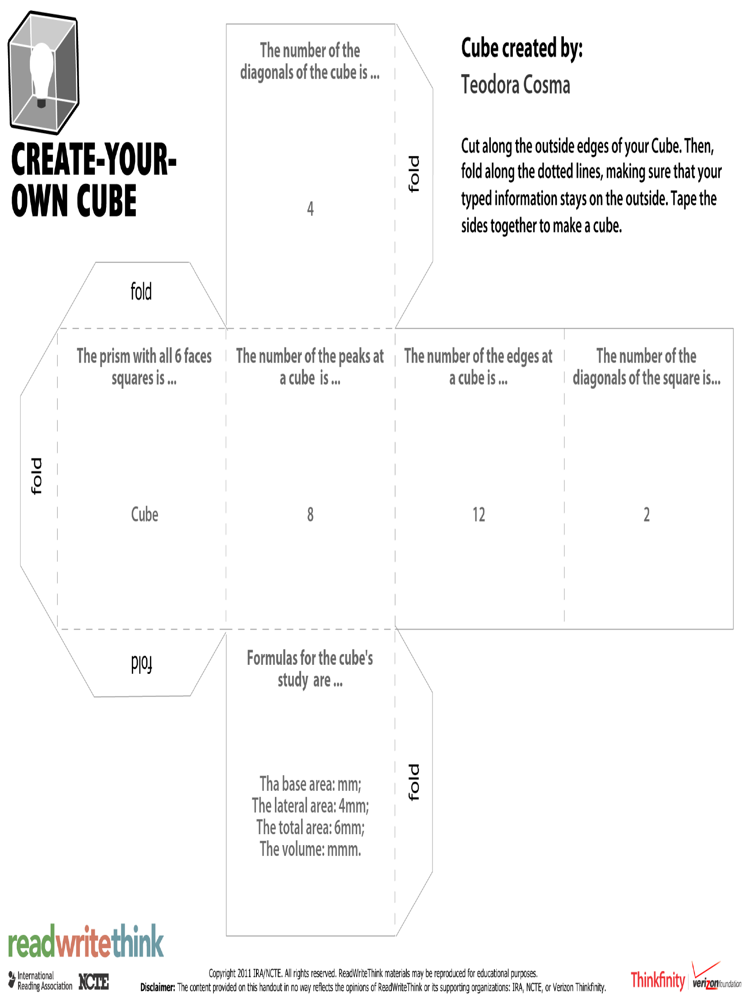 CREATE-YOUR-
OWN CUBE
The number of the
diagonals of the cube is ...
4
fold
Cube created by:
Teodora Cosma
Cut along the outside edges of your Cube. Then,
fold along the dotted lines, making sure that your
typed information stays on the outside. Tape the
sides together to make a cube.
fold
fold
The prism with all 6 faces
squares is ...
Cube
The number of the peaks at
a cube  is ...
8
The number of the edges at
a cube is ...
12
The number of the
diagonals of the square is...
2
fold
Formulas for the cube's
study  are ...
Tha base area: mm;
The lateral area: 4mm;
The total area: 6mm;
The volume: mmm.
fold
readwritethink
International
Reading Association
NCTE
Copyright 2011 IRA/NCTE. All rights reserved. ReadWriteThink materials may be reproduced for educational purposes.
Disclaimer: The content provided on this handout in no way reflects the opinions of ReadWriteThink or its supporting organizations: IRA, NCTE, or Verizon Thinkfinity.
Thinkfinity
verizonfoundation